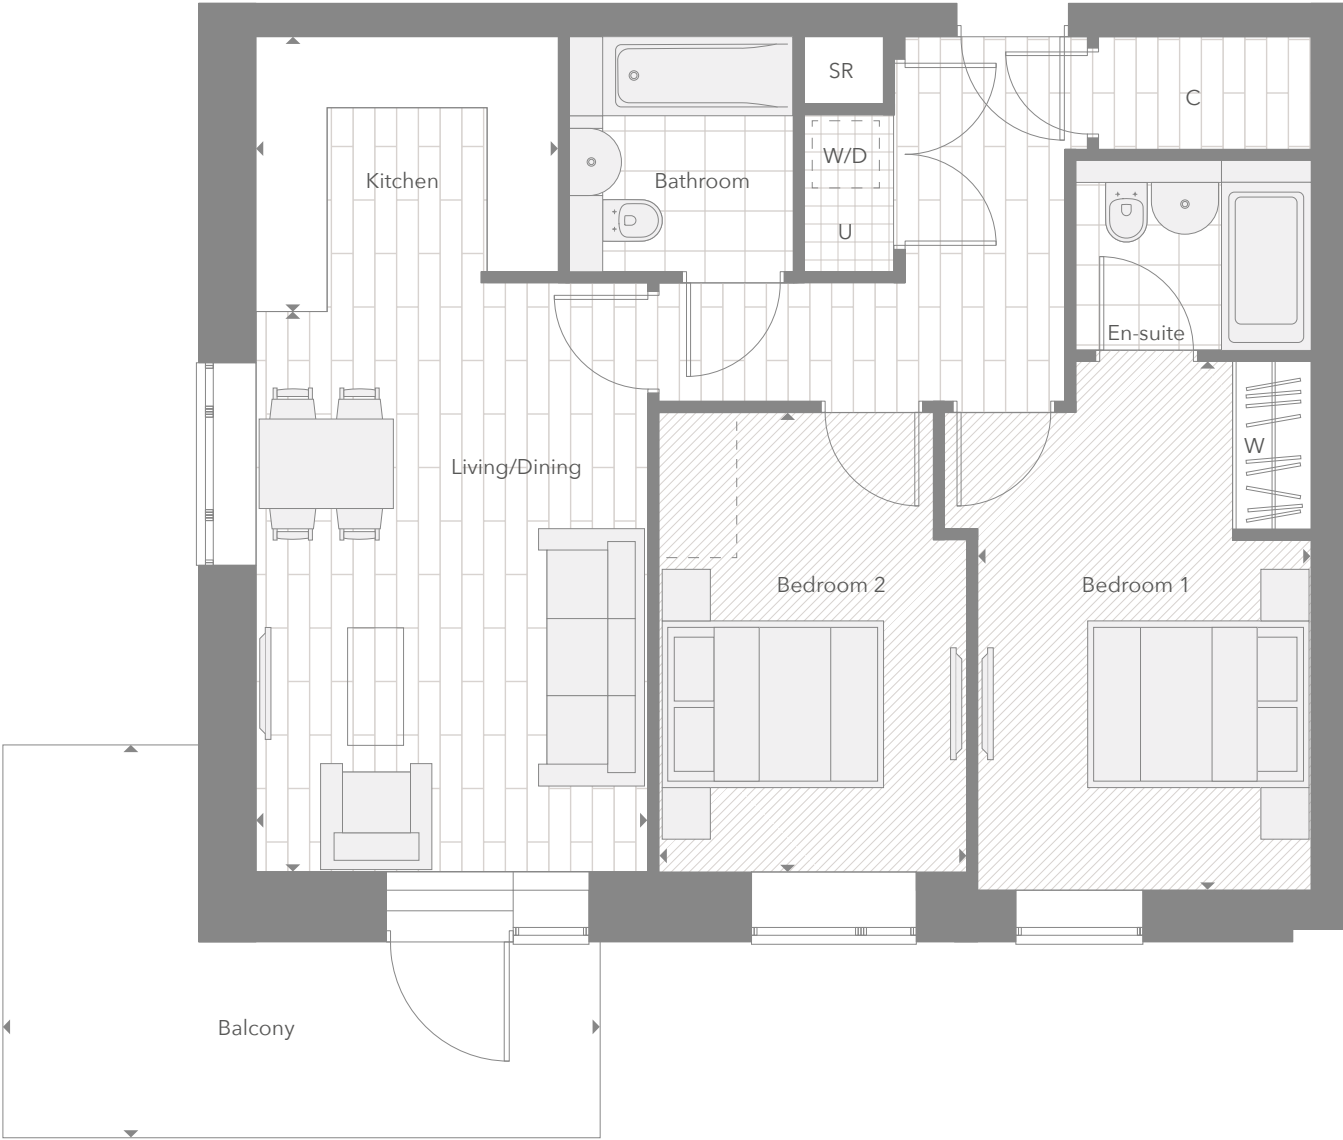 SR
C
W/D
Kitchen
Bathroom
U
En-suite
W
Living/Dining
Bedroom 2
Bedroom 1
Balcony